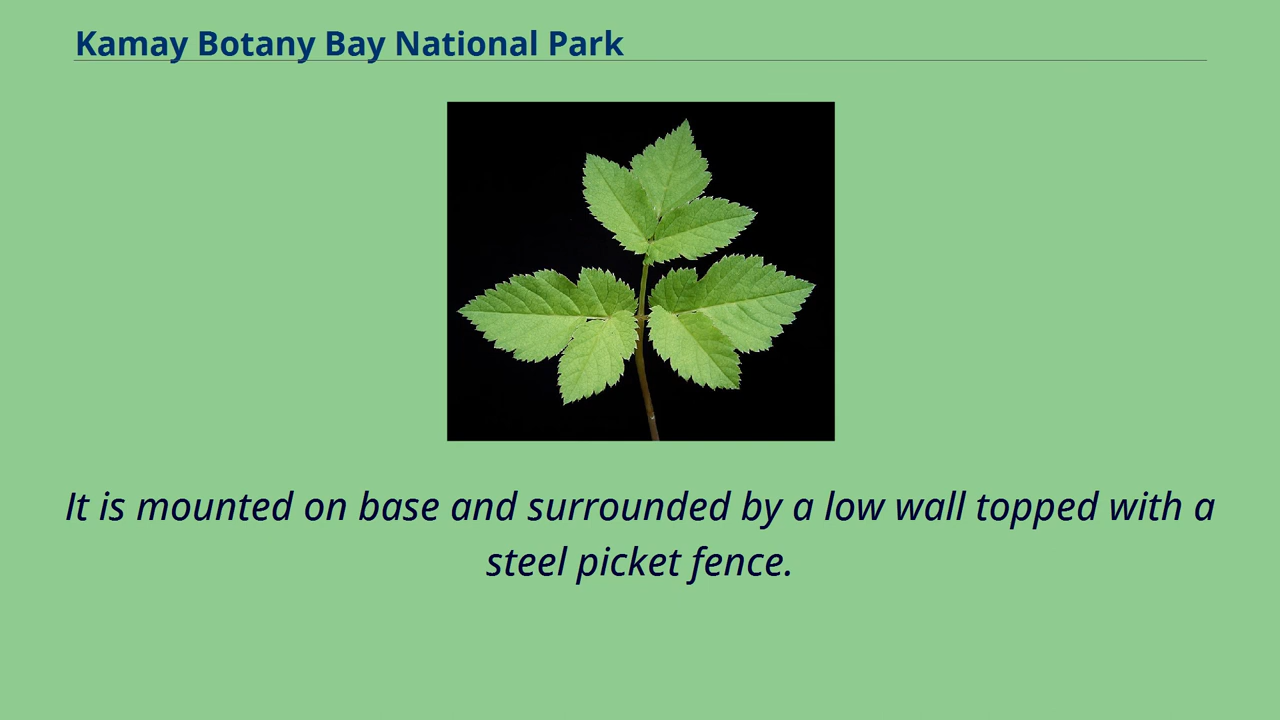 Kamay Botany Bay National Park
It is mounted on base and surrounded by a low wall topped with a
steel picket fence.